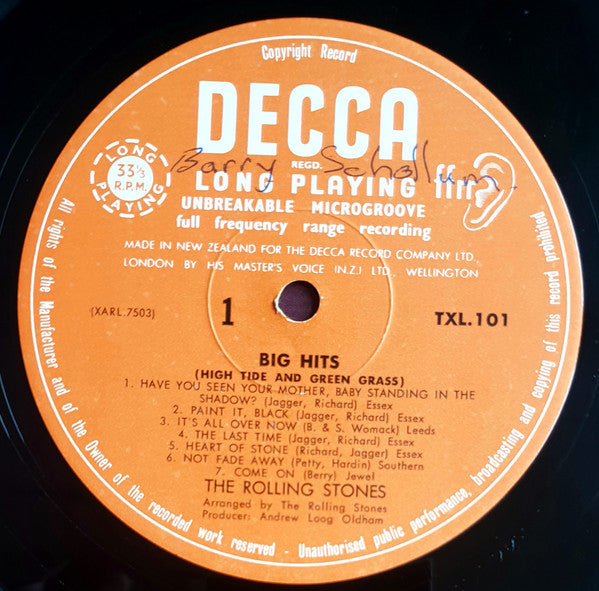 Copyright Record
DECCA
REGD.
Barry Schollum.
LONG PLAYING
33⅓
R.P.M.
LONG PLAYING ffrr
UNBREAKABLE MICROGROOVE
full frequency range recording
MADE IN NEW ZEALAND FOR THE DECCA RECORD COMPANY LTD.,
LONDON BY HIS MASTER'S VOICE (N.Z.) LTD., WELLINGTON
(XARL.7503)
1
TXL.101
BIG HITS
(HIGH TIDE AND GREEN GRASS)
1. HAVE YOU SEEN YOUR MOTHER, BABY STANDING IN THE
SHADOW? (Jagger, Richard) Essex
2. PAINT IT, BLACK (Jagger, Richard) Essex
3. IT'S ALL OVER NOW (B. & S. Womack) Leeds
4. THE LAST TIME (Jagger, Richard) Essex
5. HEART OF STONE (Richard, Jagger) Essex
6. NOT FADE AWAY (Petty, Hardin) Southern
7. COME ON (Berry) Jewel
THE ROLLING STONES
Arranged by The Rolling Stones
Producer: Andrew Loog Oldham
All rights of the Manufacturer and of the Owner of the recorded work reserved - Unauthorised public performance, broadcasting and copying of this record prohibited.